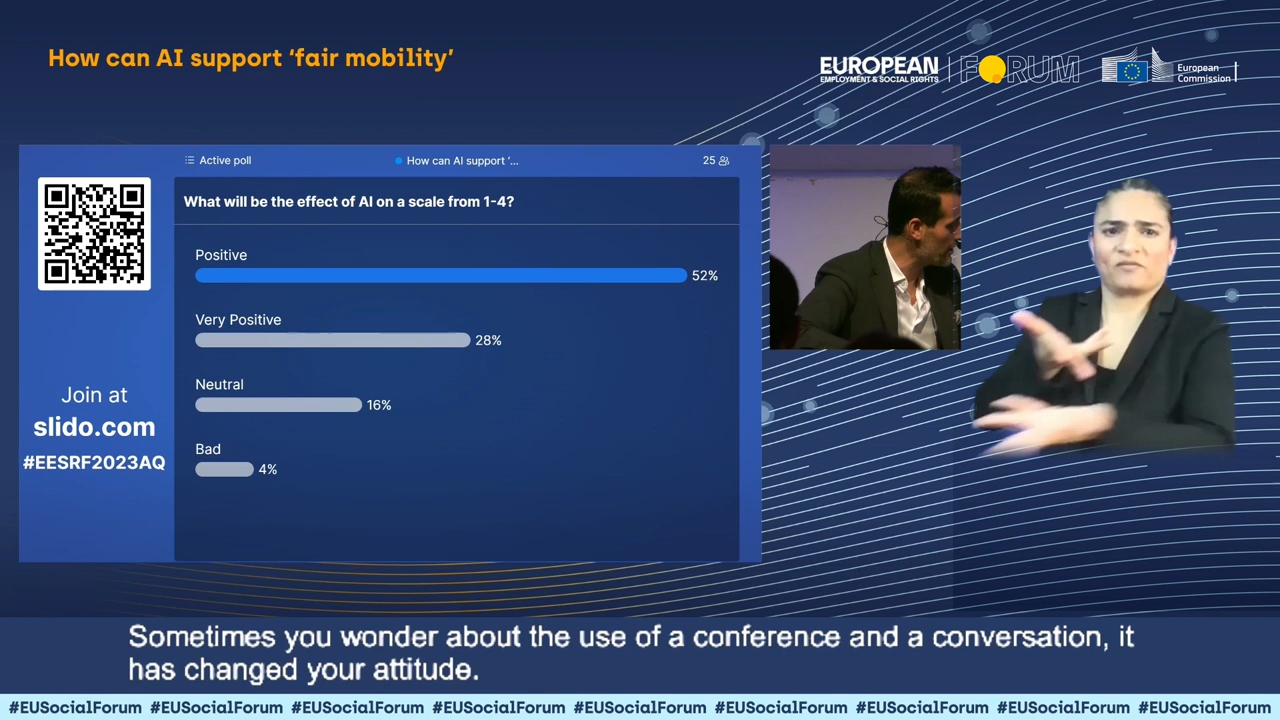 How can AI support ‘fair mobility’
EUROPEAN
EMPLOYMENT & SOCIAL RIGHTS
FORUM
European
Commission
Active poll
How can AI support ‘...
25
What will be the effect of AI on a scale from 1-4?
Positive
52%
Very Positive
28%
Neutral
16%
Bad
4%
Join at
slido.com
#EESRF2023AQ
Sometimes you wonder about the use of a conference and a conversation, it
has changed your attitude.
#EUSocialForum #EUSocialForum #EUSocialForum #EUSocialForum #EUSocialForum #EUSocialForum #EUSocialForum #EUSocialForum #EUSocialForum